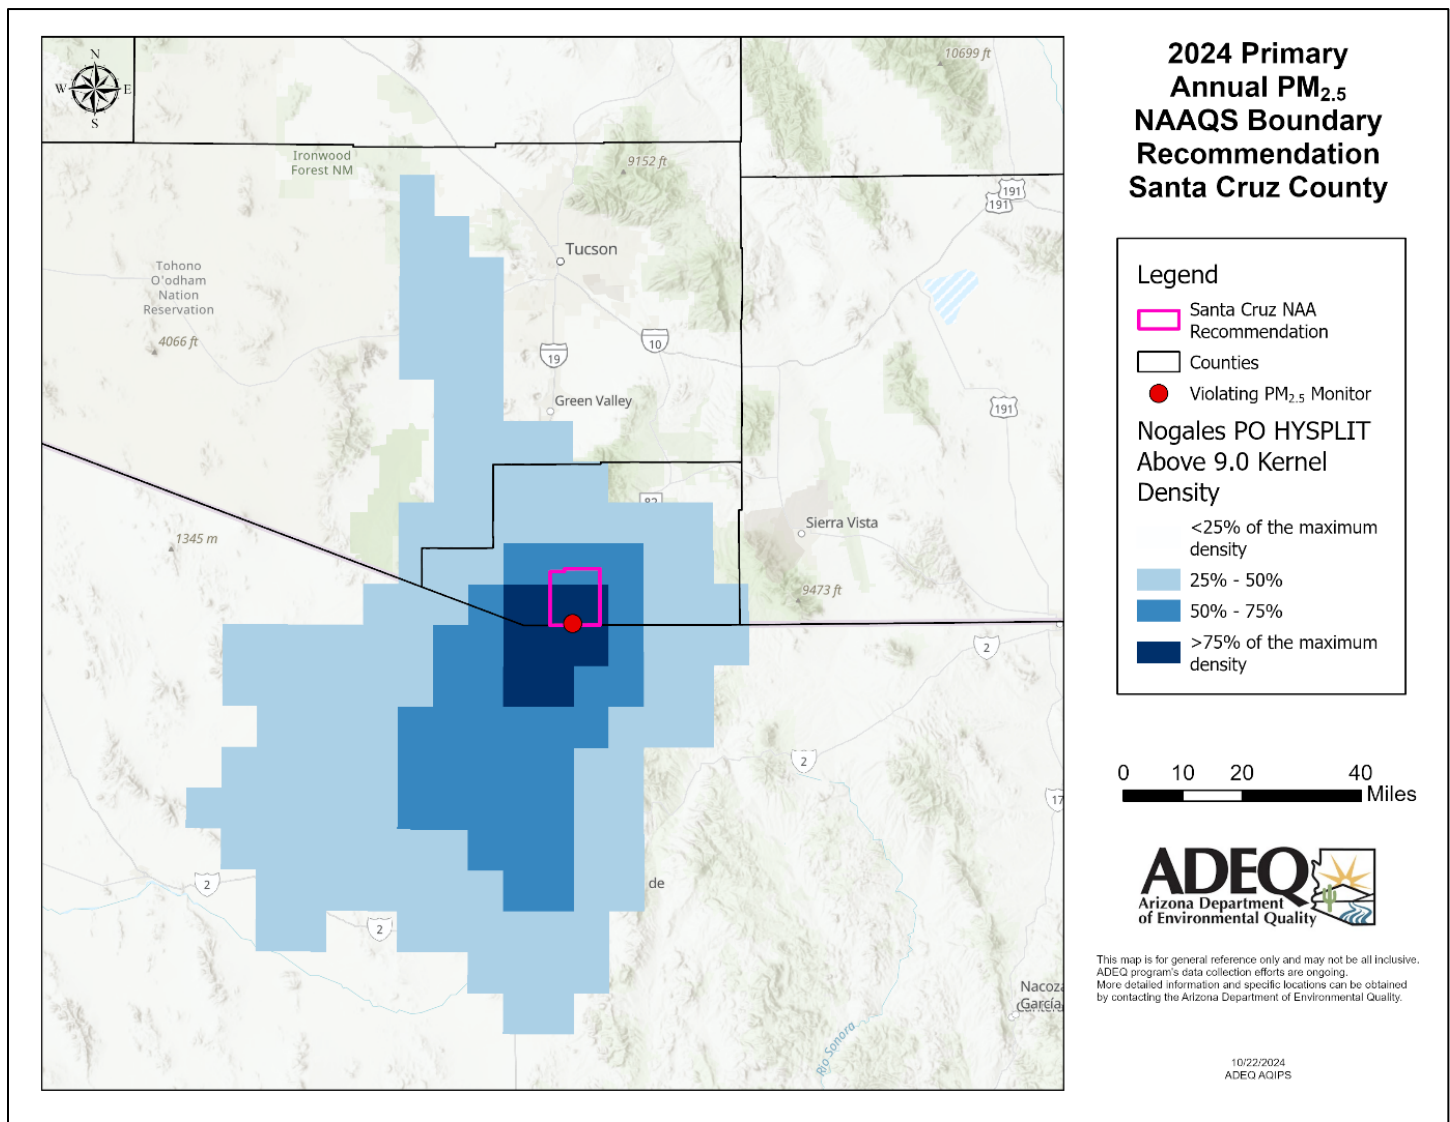 2024 Primary
Annual PM2.5
NAAQS Boundary
Recommendation
Santa Cruz County
N
W E
S
10699 ft
Ironwood
Forest NM
9152 ft
191
191
Tucson
Tohono
O'odham
Nation
Reservation
4066 ft
19
10
Green Valley
191
82
Sierra Vista
1345 m
9473 ft
2
2
17
2
de
2
Nacoza
García
Rio Sonora
Legend
Santa Cruz NAA
Recommendation
Counties
Violating PM2.5 Monitor
Nogales PO HYSPLIT
Above 9.0 Kernel
Density
<25% of the maximum
density
25% - 50%
50% - 75%
>75% of the maximum
density
0 10 20 40
Miles
ADEQ
Arizona Department
of Environmental Quality
This map is for general reference only and may not be all inclusive.
ADEQ program's data collection efforts are ongoing.
More detailed information and specific locations can be obtained
by contacting the Arizona Department of Environmental Quality.
10/22/2024
ADEQ AQIPS